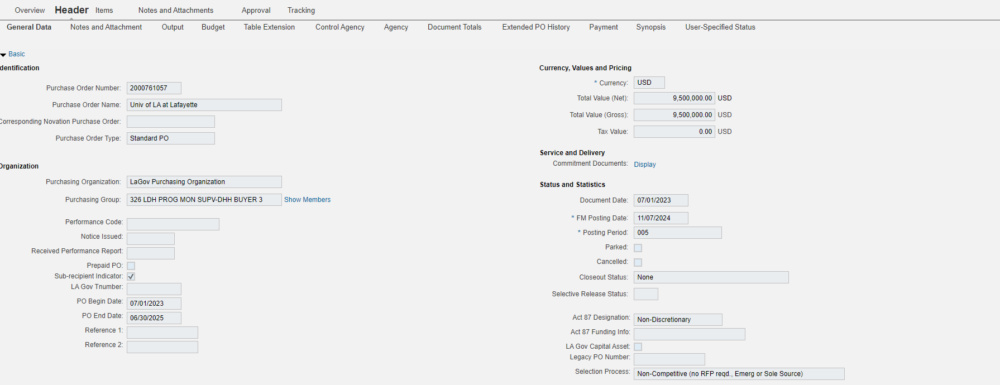 Overview Header Items Notes and Attachments Approval Tracking
General Data Notes and Attachment Output Budget Table Extension Control Agency Agency Document Totals Extended PO History Payment Synopsis User-Specified Status
Basic
dentification
Purchase Order Number: 2000761057
Purchase Order Name: Univ of LA at Lafayette
Corresponding Novation Purchase Order:
Purchase Order Type: Standard PO
Organization
Purchasing Organization: LaGov Purchasing Organization
Purchasing Group: 326 LDH PROG MON SUPV-DHH BUYER 3 Show Members
Performance Code:
Notice Issued:
Received Performance Report:
Prepaid PO:
Sub-recipient Indicator:
LA Gov Tnumber:
PO Begin Date: 07/01/2023
PO End Date: 06/30/2025
Reference 1:
Reference 2:
Currency, Values and Pricing
* Currency: USD
Total Value (Net): 9,500,000.00 USD
Total Value (Gross): 9,500,000.00 USD
Tax Value: 0.00 USD
Service and Delivery
Commitment Documents: Display
Status and Statistics
Document Date: 07/01/2023
* FM Posting Date: 11/07/2024
* Posting Period: 005
Parked:
Cancelled:
Closeout Status: None
Selective Release Status:
Act 87 Designation: Non-Discretionary
Act 87 Funding Info:
LA Gov Capital Asset:
Legacy PO Number:
Selection Process: Non-Competitive (no RFP reqd., Emerg or Sole Source)